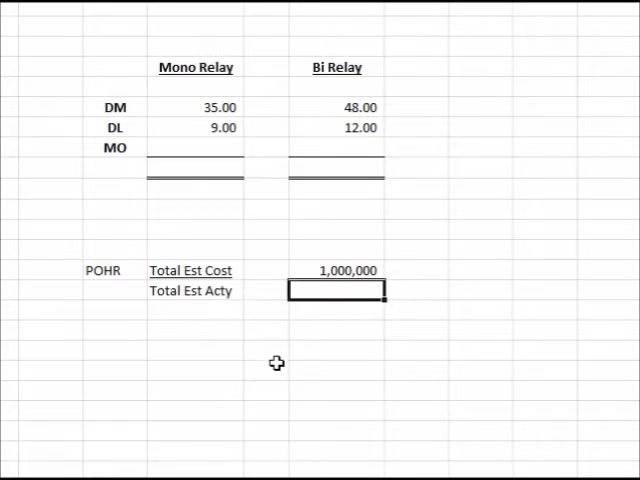 Mono Relay Bi Relay
DM 35.00 48.00
DL 9.00 12.00
MO
POHR Total Est Cost 1,000,000
Total Est Acty